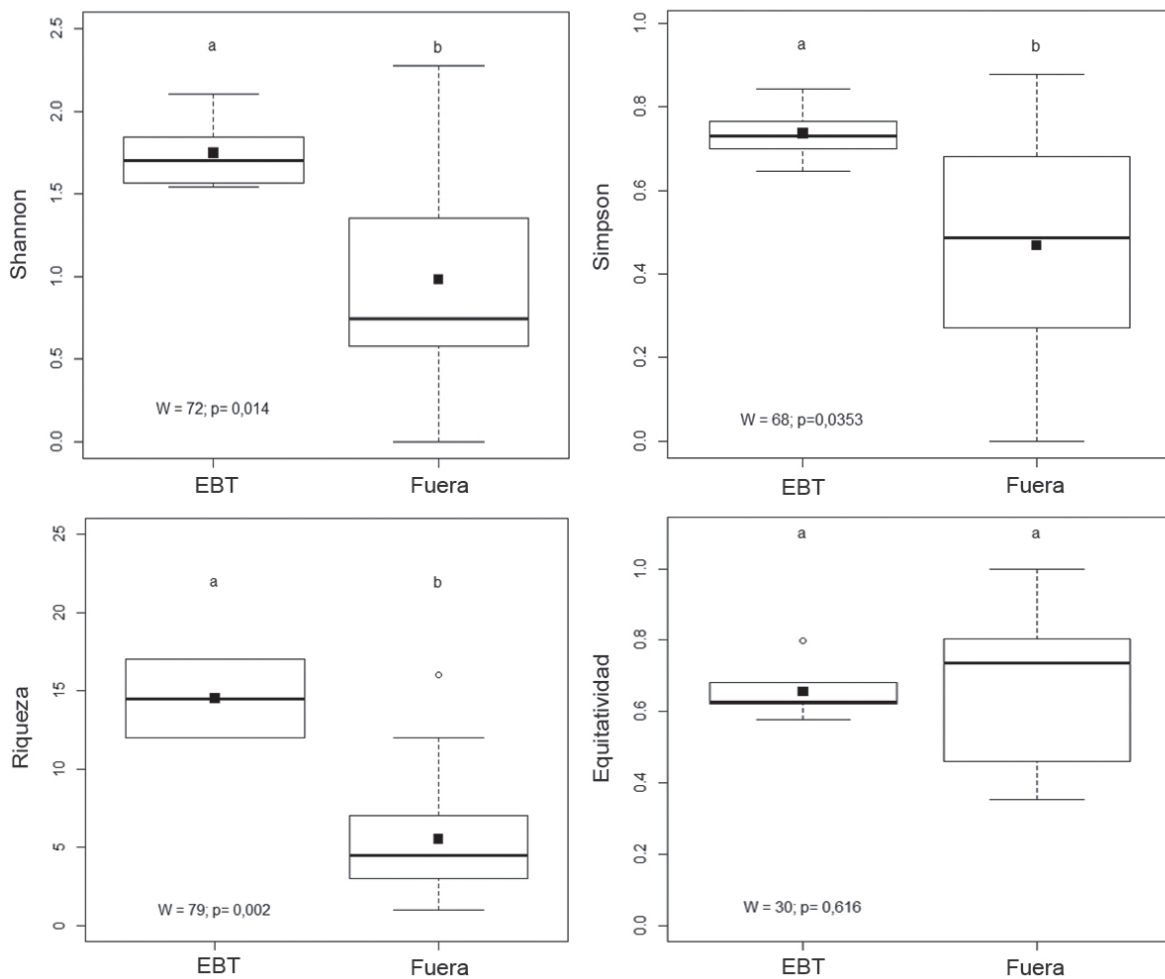 Shannon
2.5
2.0
1.5
1.0
0.5
0.0
a
b
W = 72; p= 0,014
EBT
Fuera
Simpson
1.0
0.8
0.6
0.4
0.2
0.0
a
b
W = 68; p=0,0353
EBT
Fuera
Riqueza
25
20
15
10
5
0
a
b
W = 79; p= 0,002
EBT
Fuera
Equitatividad
1.0
0.8
0.6
0.4
0.2
0.0
a
a
W = 30; p= 0,616
EBT
Fuera